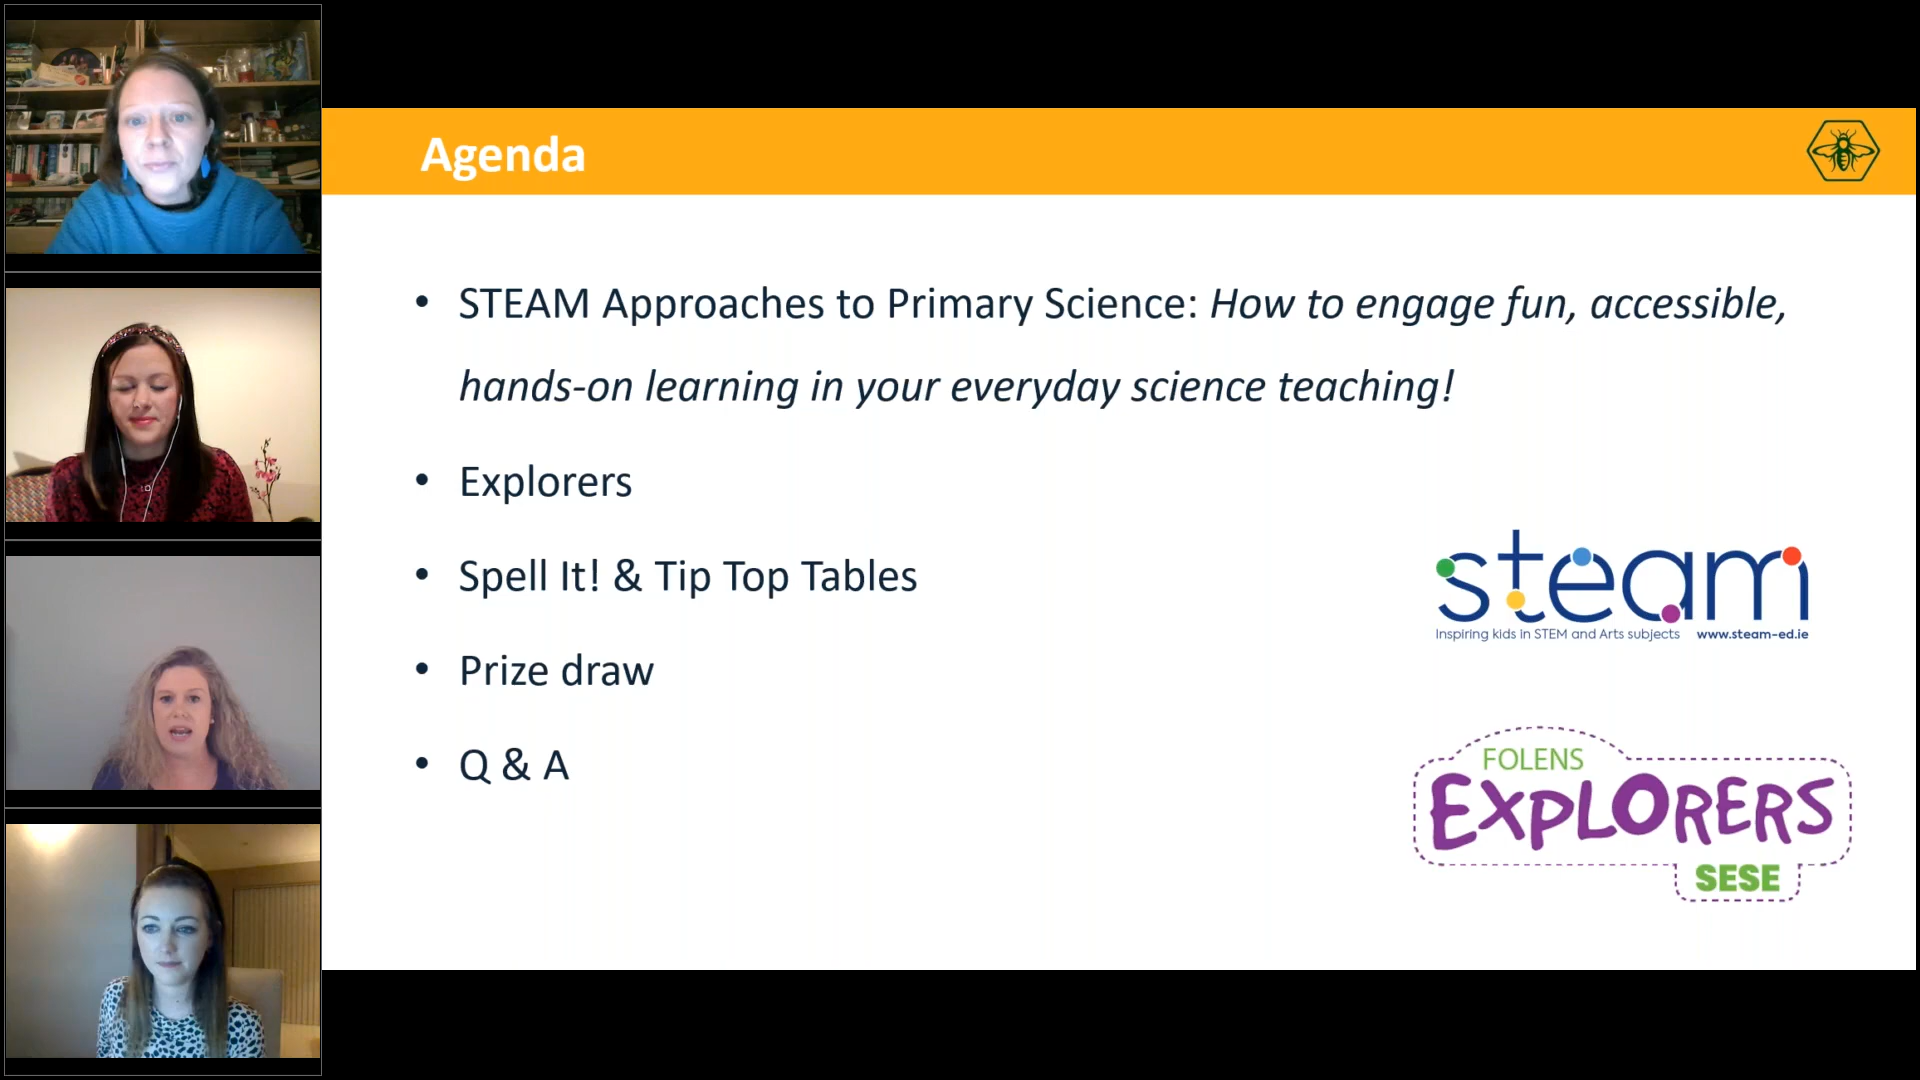 Agenda
• STEAM Approaches to Primary Science: How to engage fun, accessible,
hands-on learning in your everyday science teaching!
• Explorers
• Spell It! & Tip Top Tables
• Prize draw
• Q & A
steam
Inspiring kids in STEM and Arts subjects www.steam-ed.ie
FOLENS
EXPLORERS
SESE